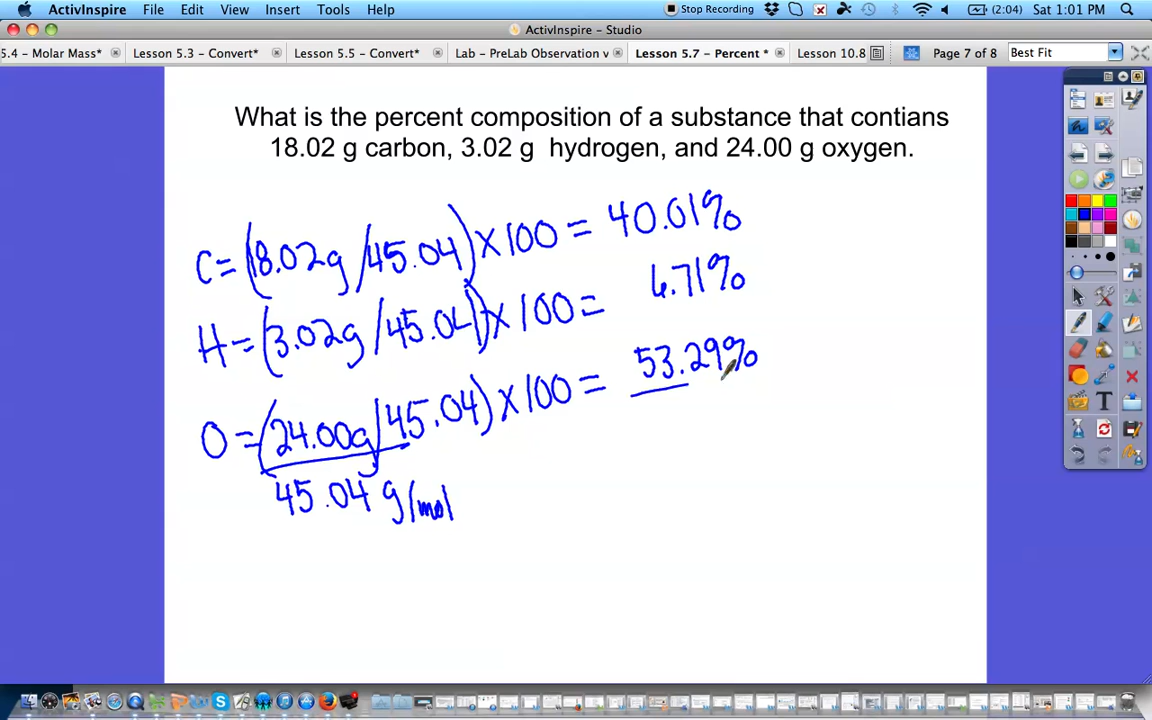 ActivInspire File Edit View Insert Tools Help Stop Recording (2:04) Sat 1:01 PM
ActivInspire - Studio
5.4 – Molar Mass* Lesson 5.3 – Convert* Lesson 5.5 – Convert* Lab – PreLab Observation v Lesson 5.7 – Percent * Lesson 10.8 Page 7 of 8 Best Fit
What is the percent composition of a substance that contians
18.02 g carbon, 3.02 g hydrogen, and 24.00 g oxygen.
C = (18.02g / 45.04) X 100 = 40.01%
H = (3.02g / 45.04) X 100 = 6.71%
O = (24.00g / 45.04) X 100 = 53.29%
45.04 g/mol